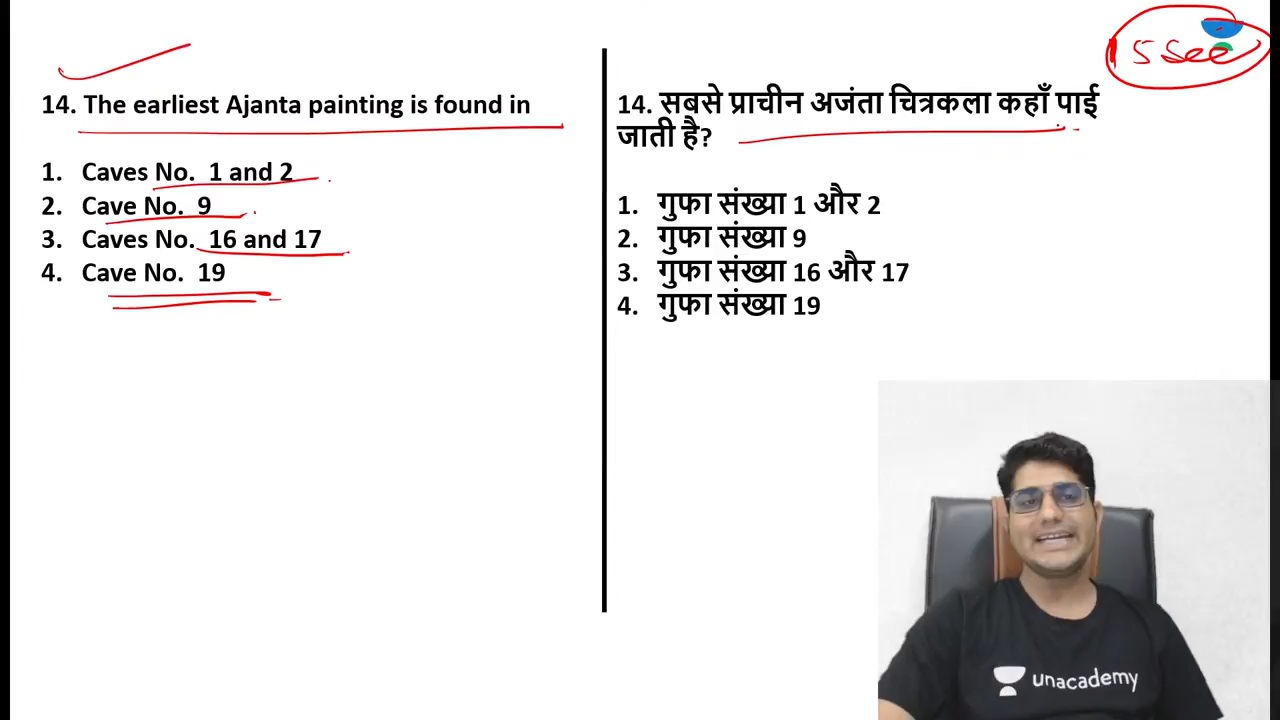 15 See
14. The earliest Ajanta painting is found in
1. Caves No. 1 and 2
2. Cave No. 9
3. Caves No. 16 and 17
4. Cave No. 19
14. सबसे प्राचीन अजंता चित्रकला कहाँ पाई
जाती है?
1. गुफा संख्या 1 और 2
2. गुफा संख्या 9
3. गुफा संख्या 16 और 17
4. गुफा संख्या 19
unacademy